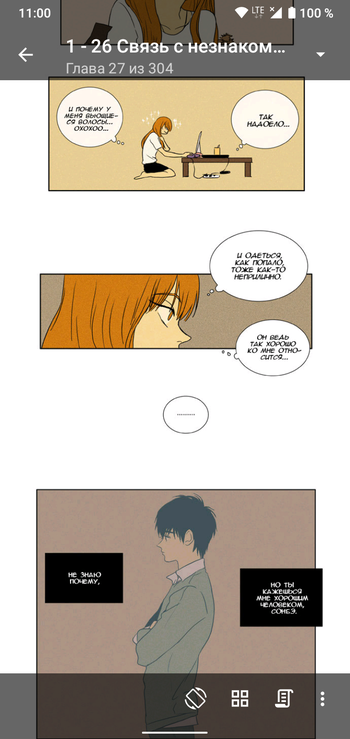 11:00
LTE
100 %
1 - 26 Связь с незнаком...
Глава 27 из 304
И ПОЧЕМУ У
МЕНЯ ВЬЮЩИЕ-
СЯ ВОЛОСЫ...
ОХОХОО...
ТАК
НАДОЕЛО...
И ОДЕТЬСЯ,
КАК ПОПАЛО,
ТОЖЕ КАК-ТО
НЕПРИЛИЧНО.
ОН ВЕДЬ
ТАК ХОРОШО
КО МНЕ ОТНО-
СИТСЯ...
.........
НЕ ЗНАЮ
ПОЧЕМУ,
НО ТЫ
КАЖЕШЬСЯ
МНЕ ХОРОШИМ
ЧЕЛОВЕКОМ,
СОНБЭ.